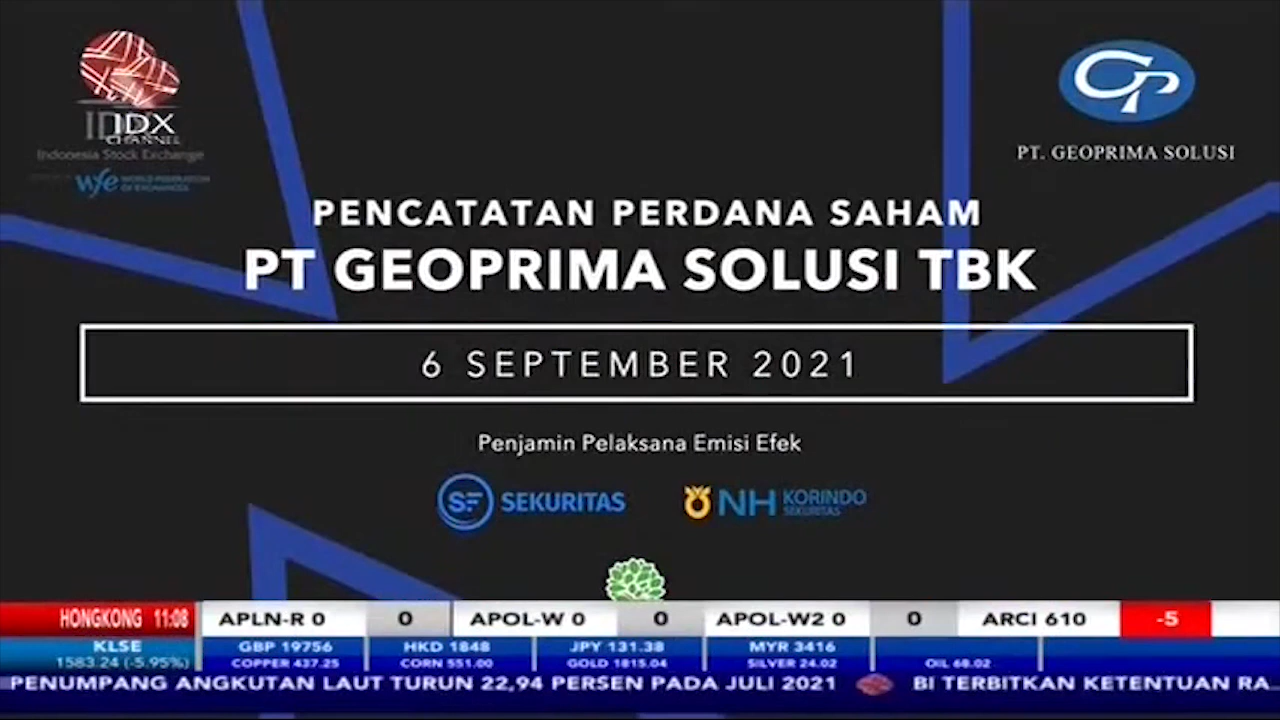 IDX
CHANNEL
Indonesia Stock Exchange
wfe WORLD FEDERATION
OF EXCHANGES
GP
PT. GEOPRIMA SOLUSI
PENCATATAN PERDANA SAHAM
PT GEOPRIMA SOLUSI TBK
6 SEPTEMBER 2021
Penjamin Pelaksana Emisi Efek
SF SEKURITAS
NH KORINDO
SEKURITAS
HONGKONG 11:08
APLN-R 0 0 APOL-W 0 0 APOL-W2 0 0 ARCI 610 -5
KLSE
1583.24 (-5.95%)
GBP 19756 HKD 1848 JPY 131.38 MYR 3416
COPPER 437.25 CORN 551.00 GOLD 1815.04 SILVER 24.02 OIL 68.02
PENUMPANG ANGKUTAN LAUT TURUN 22,94 PERSEN PADA JULI 2021 BI TERBITKAN KETENTUAN RA...